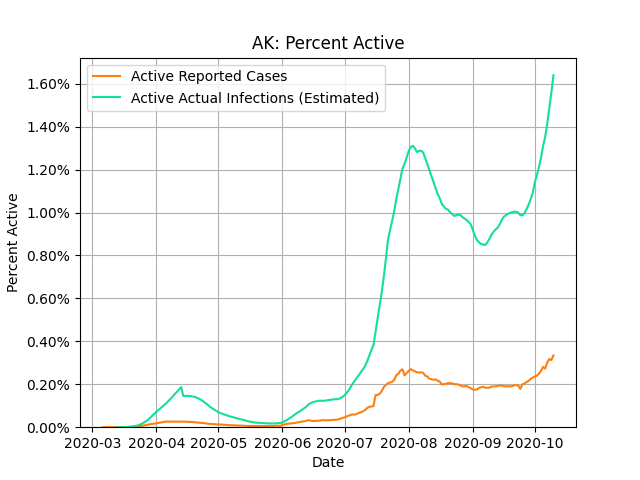 AK: Percent Active
Active Reported Cases
Active Actual Infections (Estimated)
Percent Active
1.60%
1.40%
1.20%
1.00%
0.80%
0.60%
0.40%
0.20%
0.00%
2020-03 2020-04 2020-05 2020-06 2020-07 2020-08 2020-09 2020-10
Date